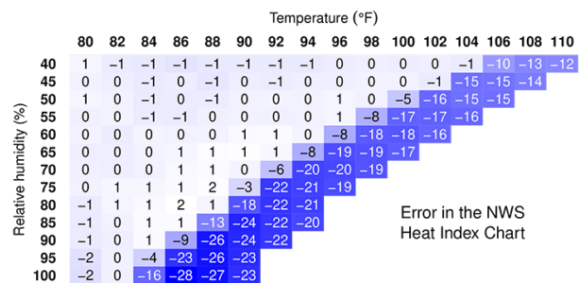 Temperature (°F)
80 82 84 86 88 90 92 94 96 98 100 102 104 106 108 110
Relative humidity (%)
40 1 −1 −1 −1 −1 −1 −1 −1 0 0 0 0 −1 −10 −13 −12
45 0 0 −1 0 −1 0 −1 0 0 0 0 −1 −15 −15 −14
50 1 0 −1 0 −1 0 0 0 1 0 −5 −16 −15 −15
55 0 0 −1 −1 0 0 0 0 1 −8 −17 −17 −16
60 0 0 0 0 0 1 1 0 −8 −18 −18 −16
65 0 0 0 1 1 1 1 −8 −19 −19 −17
70 0 0 0 1 1 0 −6 −20 −20 −19
75 0 1 1 1 2 −3 −22 −21 −19
80 −1 1 1 2 1 −18 −22 −21
85 −1 0 1 1 −13 −24 −22 −20
90 −1 0 1 −9 −26 −24 −22
95 −2 0 −4 −23 −26 −23
100 −2 0 −16 −28 −27 −23
Error in the NWS
Heat Index Chart